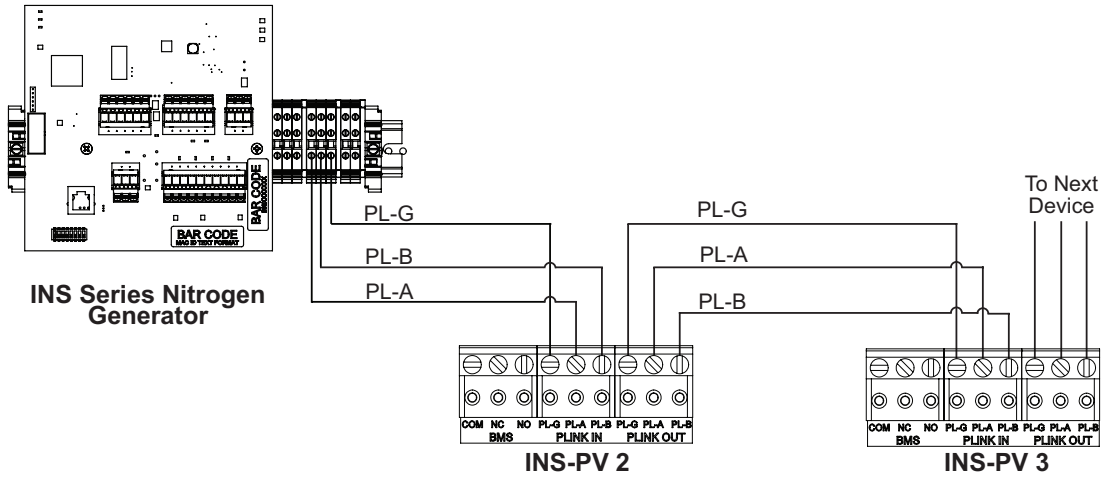 BAR CODE
BAR CODE
MAC ID TEXT FORMAT
INS Series Nitrogen
Generator
PL-G
PL-B
PL-A
PL-G
PL-A
PL-B
To Next
Device
COM NC NO PL-G PL-A PL-B PL-G PL-A PL-B
BMS PLINK IN PLINK OUT
INS-PV 2
COM NC NO PL-G PL-A PL-B PL-G PL-A PL-B
BMS PLINK IN PLINK OUT
INS-PV 3